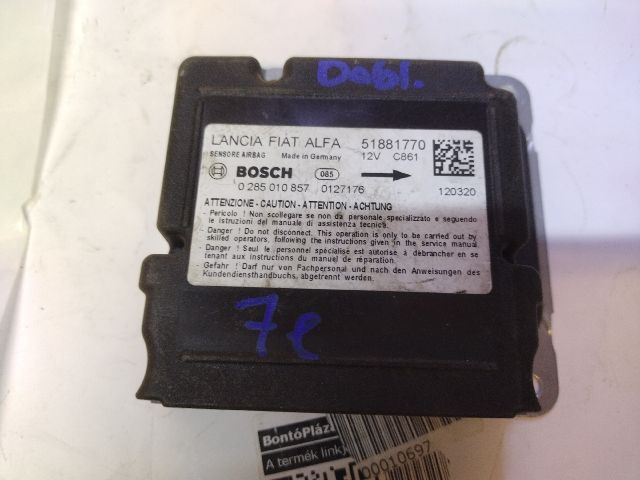 Dobl.
LANCIA FIAT ALFA 51881770
SENSORE AIRBAG Made in Germany 12V C861
BOSCH 085
0 285 010 857 0127176 120320
ATTENZIONE - CAUTION - ATTENTION - ACHTUNG
- Pericolo ! Non scollegare se non da personale specializzato e seguendo
le istruzioni del manuale di assistenza tecnica.
- Danger ! Do not disconnect. This operation is only to be carried out by
skilled operators, following the instructions given in the service manual.
- Danger ! Seul le personnel spécialisé est autorisé à débrancher en se
tenant aux instructions du manuel de réparation.
- Gefahr ! Darf nur von Fachpersonal und nach den Anweisungen des
Kundendiensthandbuchs, abgetrennt werden.
7e
BontóPláz
A termék linkj
00010697